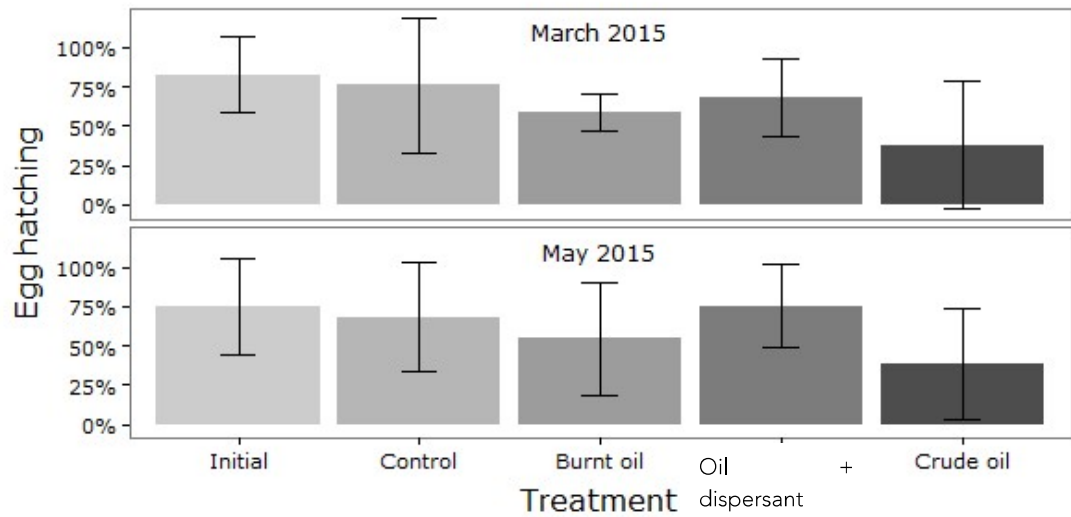 March 2015
100%
75%
50%
25%
0%
Egg hatching
May 2015
100%
75%
50%
25%
0%
Initial Control Burnt oil Oil + Crude oil
dispersant
Treatment